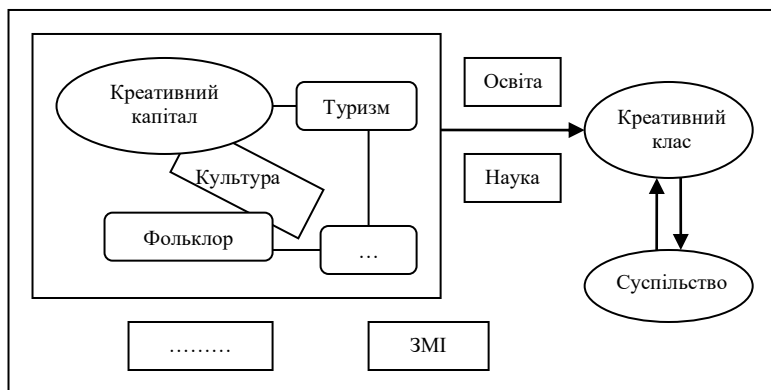 Креативний
капітал
Туризм
Культура
Фольклор
…
Освіта
Наука
Креативний
клас
Суспільство
………
ЗМІ